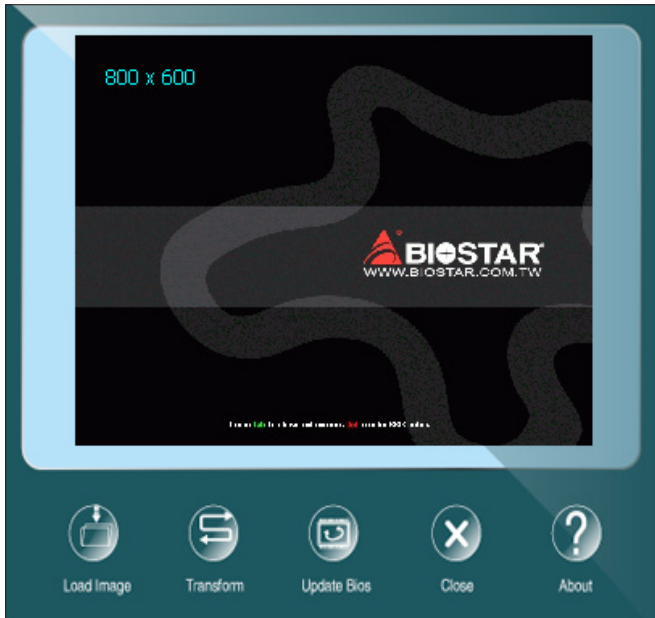 800 x 600
BIOSTAR
WWW.BIOSTAR.COM.TW
Load Image
Transform
Update Bios
Close
About